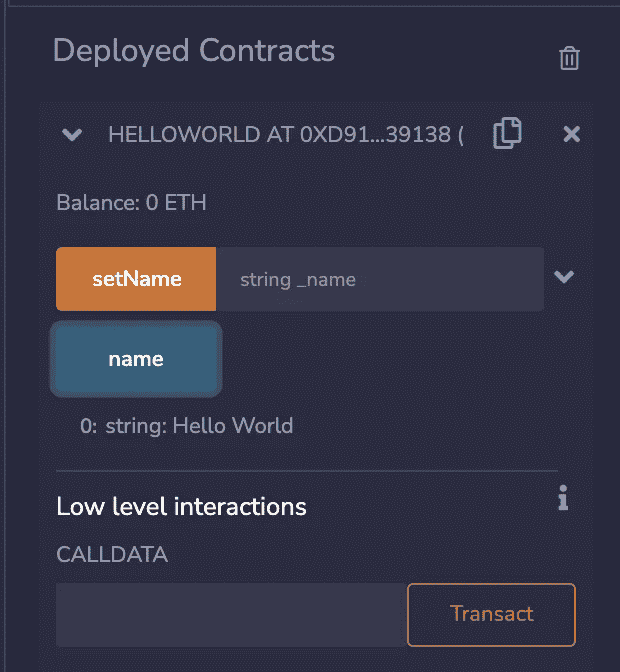 Deployed Contracts
HELLOWORLD AT 0XD91...39138 (
Balance: 0 ETH
setName string _name
name
0: string: Hello World
Low level interactions
CALLDATA
Transact